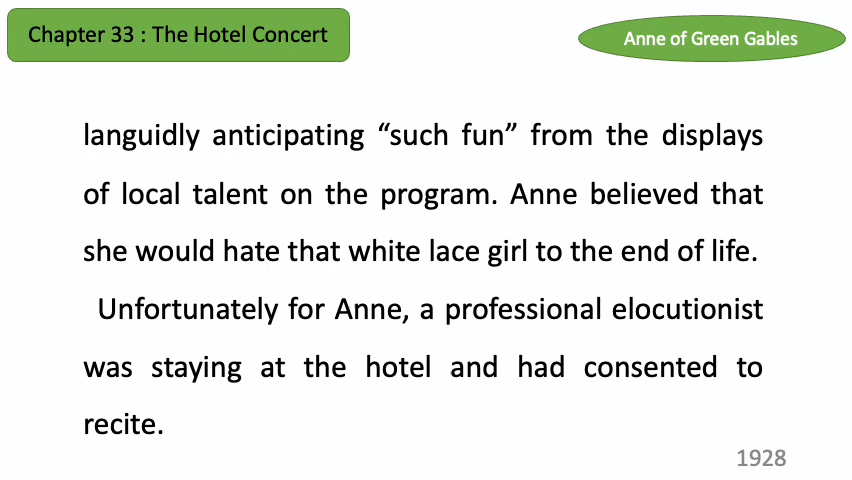 Chapter 33 : The Hotel Concert
Anne of Green Gables
languidly anticipating “such fun” from the displays
of local talent on the program. Anne believed that
she would hate that white lace girl to the end of life.
Unfortunately for Anne, a professional elocutionist
was staying at the hotel and had consented to
recite.
1928